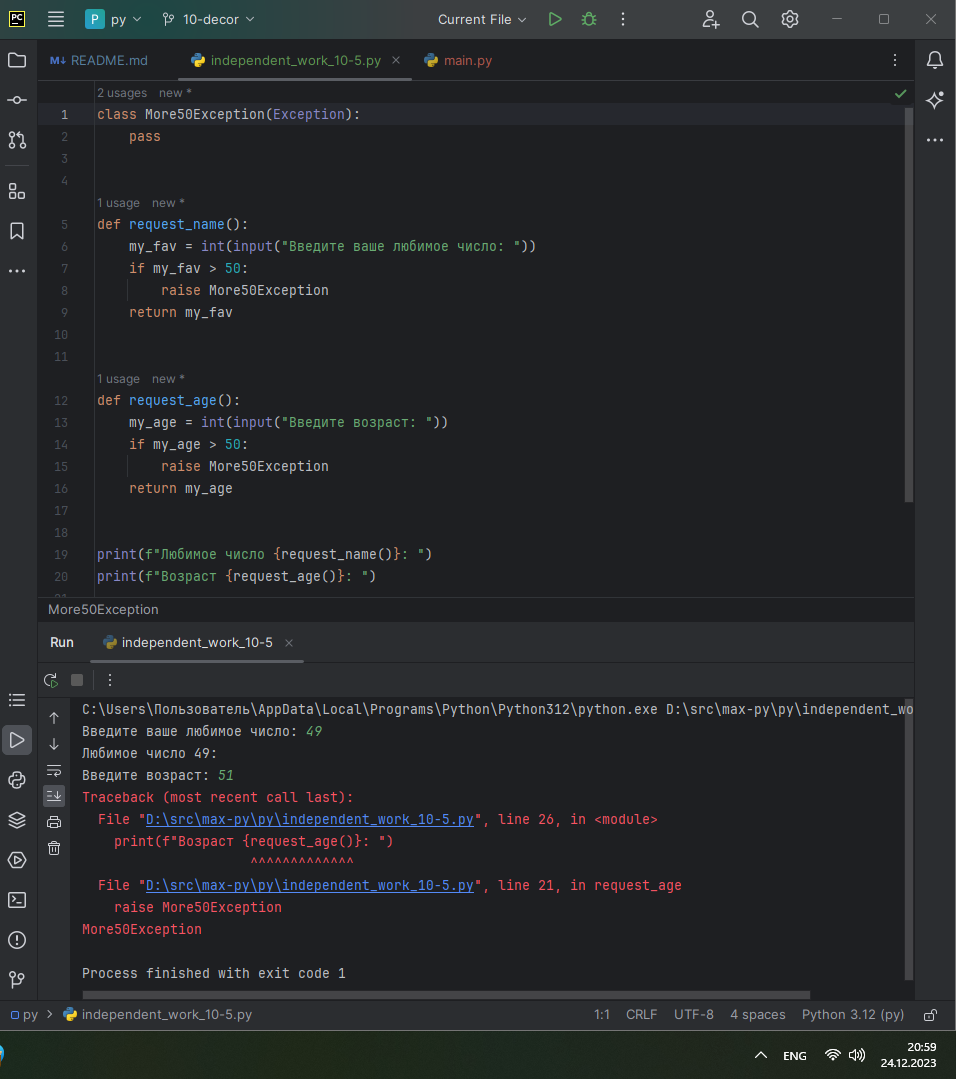 PC
P py
10-decor
Current File
M↓ README.md
independent_work_10-5.py
main.py
2 usages new *
1 class More50Exception(Exception):
2 pass
3
4
1 usage new *
5 def request_name():
6 my_fav = int(input("Введите ваше любимое число: "))
7 if my_fav > 50:
8 raise More50Exception
9 return my_fav
10
11
1 usage new *
12 def request_age():
13 my_age = int(input("Введите возраст: "))
14 if my_age > 50:
15 raise More50Exception
16 return my_age
17
18
19 print(f"Любимое число {request_name()}: ")
20 print(f"Возраст {request_age()}: ")
More50Exception
Run independent_work_10-5
C:\Users\Пользователь\AppData\Local\Programs\Python\Python312\python.exe D:\src\max-py\py\independent_wo
Введите ваше любимое число: 49
Любимое число 49:
Введите возраст: 51
Traceback (most recent call last):
File "D:\src\max-py\py\independent_work_10-5.py", line 26, in <module>
print(f"Возраст {request_age()}: ")
^^^^^^^^^^^^^
File "D:\src\max-py\py\independent_work_10-5.py", line 21, in request_age
raise More50Exception
More50Exception
Process finished with exit code 1
py > independent_work_10-5.py
1:1 CRLF UTF-8 4 spaces Python 3.12 (py)
ENG
20:59
24.12.2023